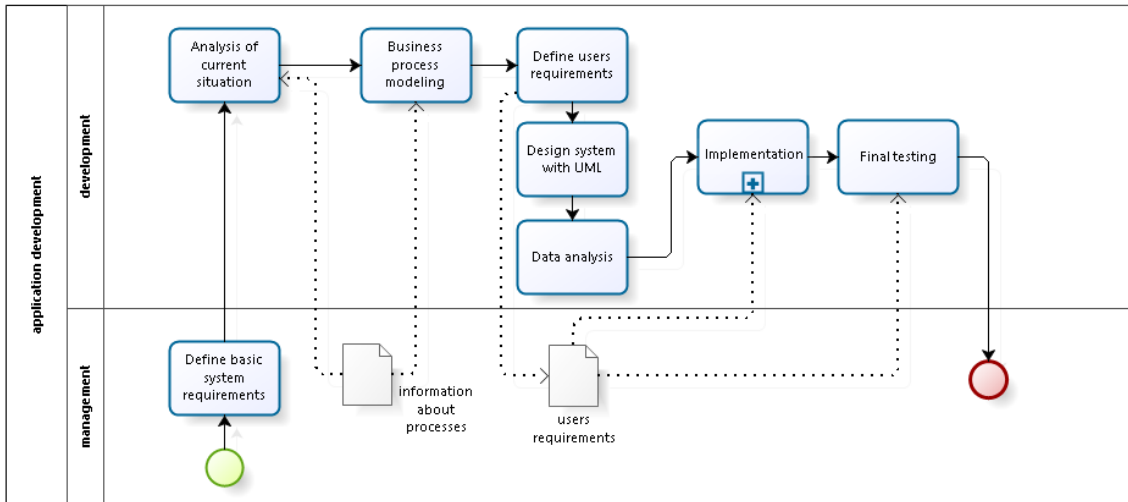 application development
development
management
Analysis of
current
situation
Business
process
modeling
Define users
requirements
Design system
with UML
Data analysis
Implementation
Final testing
Define basic
system
requirements
information
about
processes
users
requirements